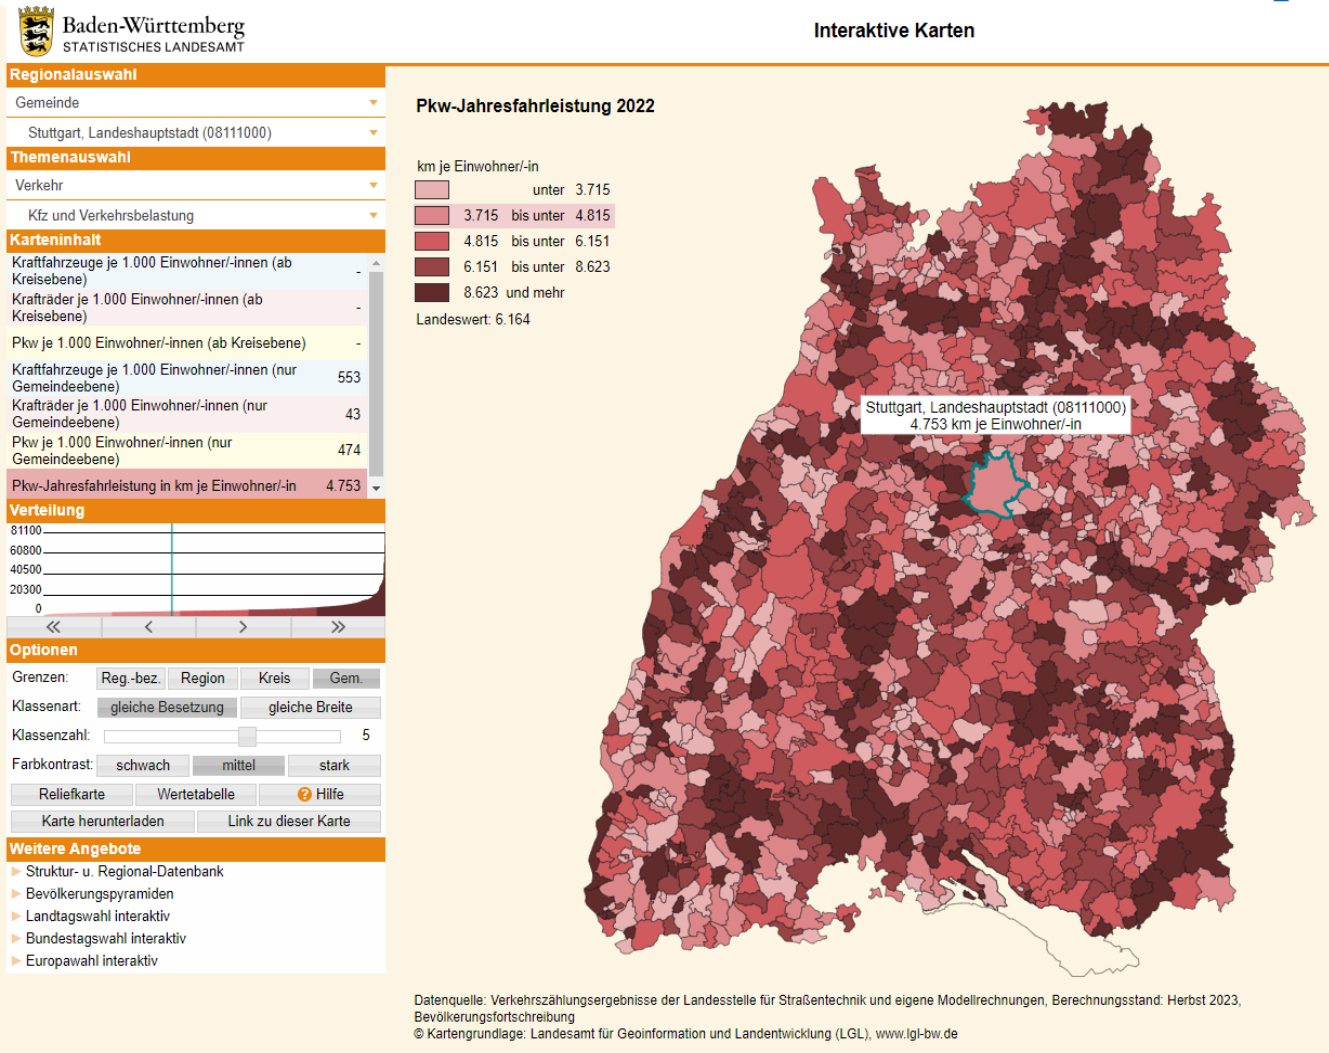 Baden-Württemberg
STATISTISCHES LANDESAMT
Interaktive Karten
Regionalauswahl
Gemeinde
Stuttgart, Landeshauptstadt (08111000)
Themenauswahl
Verkehr
Kfz und Verkehrsbelastung
Karteninhalt
Kraftfahrzeuge je 1.000 Einwohner/-innen (ab
Kreisebene) -
Krafträder je 1.000 Einwohner/-innen (ab
Kreisebene) -
Pkw je 1.000 Einwohner/-innen (ab Kreisebene) -
Kraftfahrzeuge je 1.000 Einwohner/-innen (nur
Gemeindeebene) 553
Krafträder je 1.000 Einwohner/-innen (nur
Gemeindeebene) 43
Pkw je 1.000 Einwohner/-innen (nur
Gemeindeebene) 474
Pkw-Jahresfahrleistung in km je Einwohner/-in 4.753
Verteilung
81100
60800
40500
20300
0
Optionen
Grenzen: Reg.-bez. Region Kreis Gem.
Klassenart: gleiche Besetzung gleiche Breite
Klassenzahl: 5
Farbkontrast: schwach mittel stark
Reliefkarte Wertetabelle ? Hilfe
Karte herunterladen Link zu dieser Karte
Weitere Angebote
Struktur- u. Regional-Datenbank
Bevölkerungspyramiden
Landtagswahl interaktiv
Bundestagswahl interaktiv
Europawahl interaktiv
Pkw-Jahresfahrleistung 2022
km je Einwohner/-in
unter 3.715
3.715 bis unter 4.815
4.815 bis unter 6.151
6.151 bis unter 8.623
8.623 und mehr
Landeswert: 6.164
Stuttgart, Landeshauptstadt (08111000)
4.753 km je Einwohner/-in
Datenquelle: Verkehrszählungsergebnisse der Landesstelle für Straßentechnik und eigene Modellrechnungen, Berechnungsstand: Herbst 2023,
Bevölkerungsfortschreibung
© Kartengrundlage: Landesamt für Geoinformation und Landentwicklung (LGL), www.lgl-bw.de